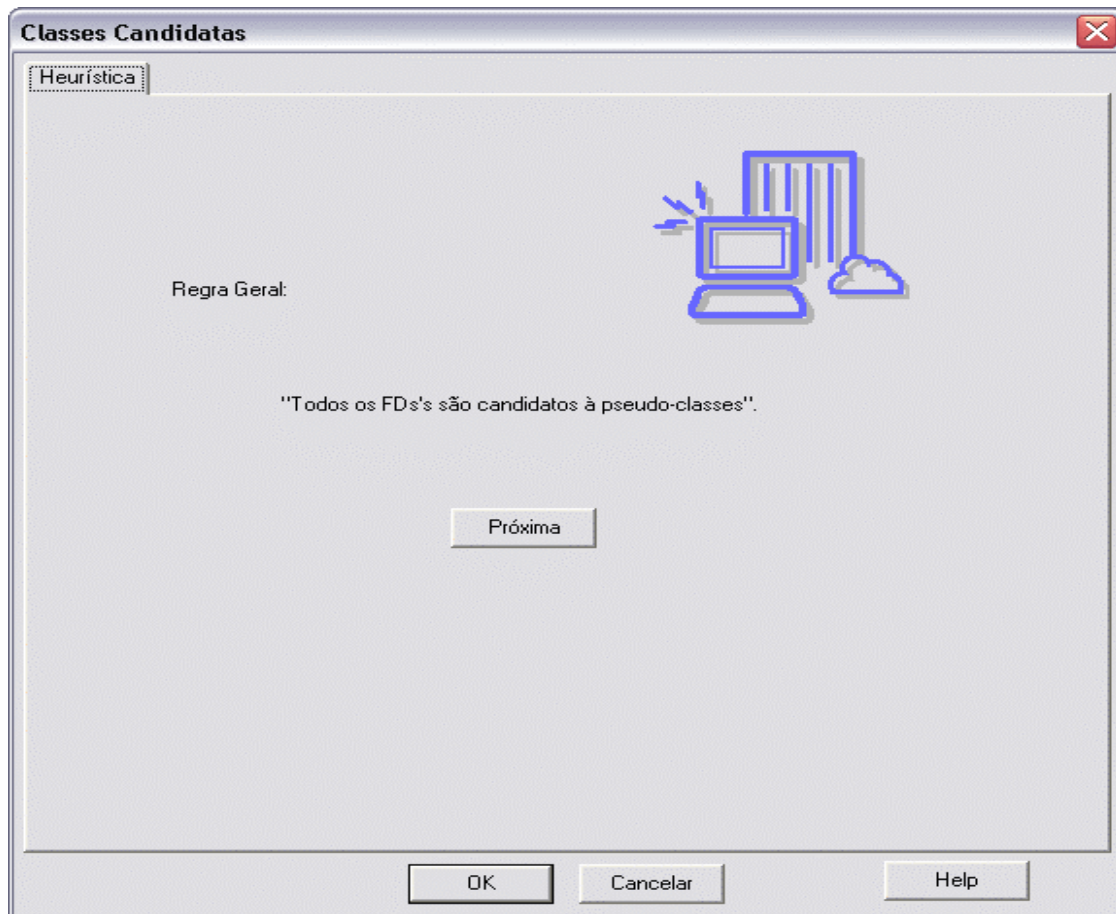 Classes Candidatas
Heurística
Regra Geral:
"Todos os FDs's são candidatos à pseudo-classes".
Próxima
OK
Cancelar
Help